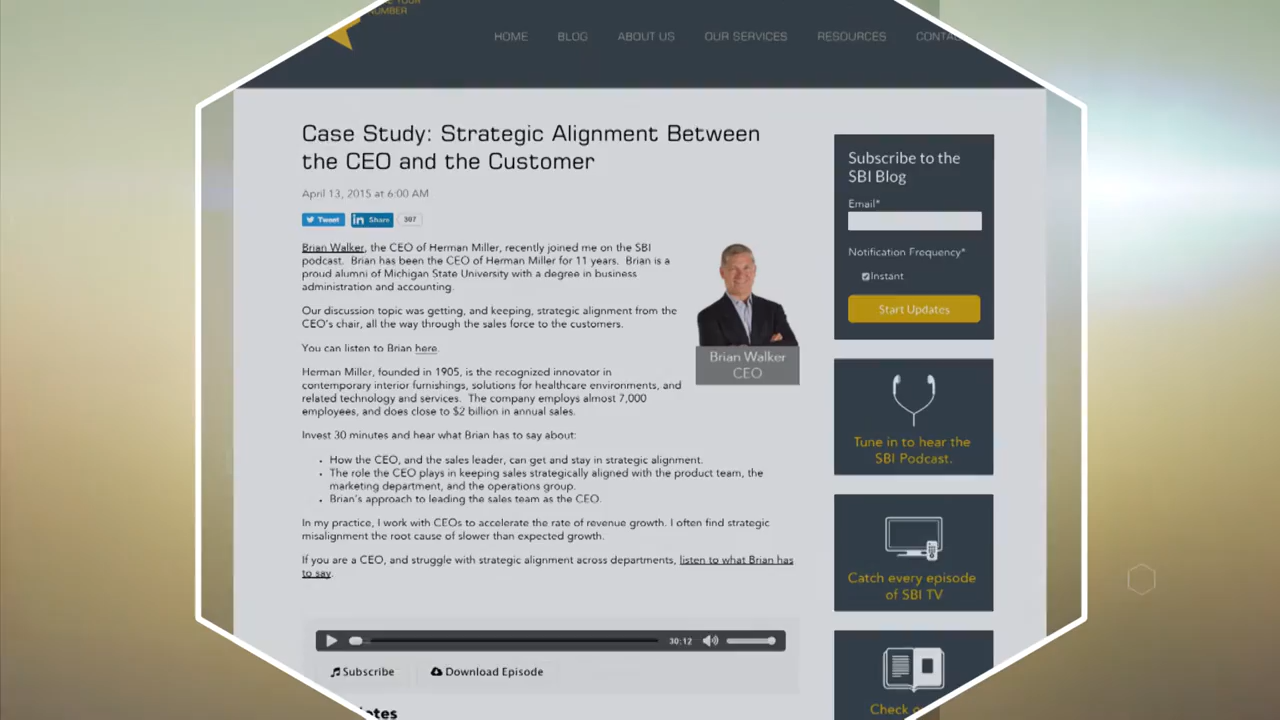 NUMBER
HOME BLOG ABOUT US OUR SERVICES RESOURCES
Case Study: Strategic Alignment Between
the CEO and the Customer
April 13, 2015 at 6:00 AM
Tweet Share 307
Brian Walker, the CEO of Herman Miller, recently joined me on the SBI
podcast. Brian has been the CEO of Herman Miller for 11 years. Brian is a
proud alumni of Michigan State University with a degree in business
administration and accounting.
Our discussion topic was getting, and keeping, strategic alignment from the
CEO's chair, all the way through the sales force to the customers.
You can listen to Brian here.
Herman Miller, founded in 1905, is the recognized innovator in
contemporary interior furnishings, solutions for healthcare environments, and
related technology and services. The company employs almost 7,000
employees, and does close to $2 billion in annual sales.
Brian Walker
CEO
Invest 30 minutes and hear what Brian has to say about:
• How the CEO, and the sales leader, can get and stay in strategic alignment.
• The role the CEO plays in keeping sales strategically aligned with the product team, the
marketing department, and the operations group.
• Brian's approach to leading the sales team as the CEO.
In my practice, I work with CEOs to accelerate the rate of revenue growth. I often find strategic
misalignment the root cause of slower than expected growth.
If you are a CEO, and struggle with strategic alignment across departments, listen to what Brian has
to say.
30:12
Subscribe Download Episode
Subscribe to the
SBI Blog
Email*
Notification Frequency*
Instant
Start Updates
Tune in to hear the
SBI Podcast.
Catch every episode
of SBI TV
Check